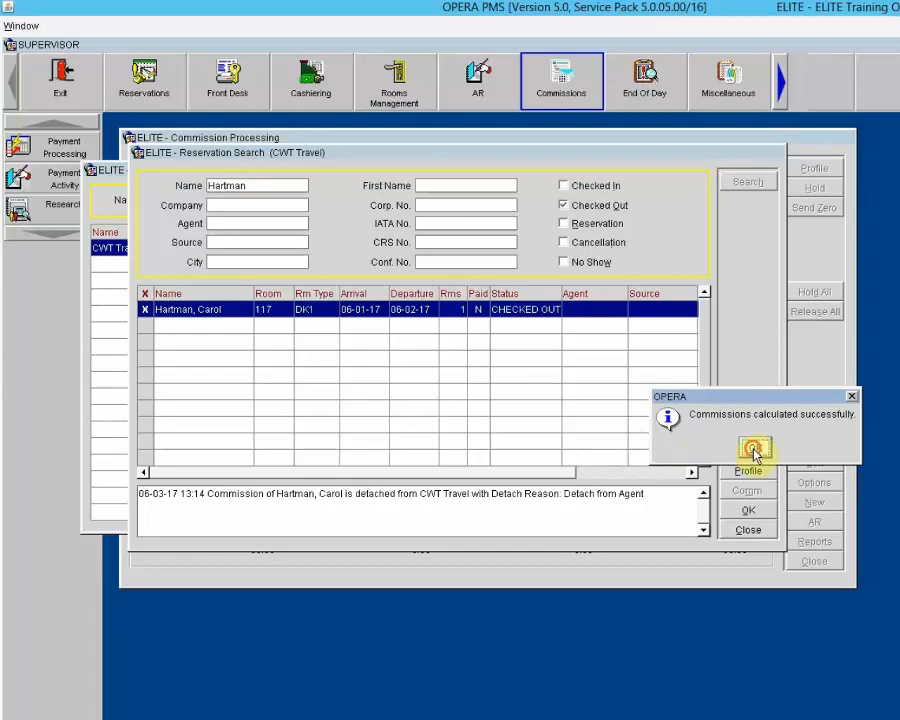 OPERA PMS [Version 5.0, Service Pack 5.0.05.00/16]
ELITE - ELITE Training O
Window
SUPERVISOR
Exit
Reservations
Front Desk
Cashiering
Rooms
Management
AR
Commissions
End Of Day
Miscellaneous
Payment
Processing
Payment
Activity
Research
ELITE
Na
Name
CWT Tra
ELITE - Commission Processing
ELITE - Reservation Search (CWT Travel)
Name Hartman
First Name
Checked In
Company
Corp. No.
Checked Out
Agent
IATA No.
Reservation
Source
CRS No.
Cancellation
City
Conf. No.
No Show
Search
Profile
Hold
Send Zero
Hold All
Release All
X Name Room Rm Type Arrival Departure Rms Paid Status Agent Source
X Hartman, Carol 117 DK1 06-01-17 06-02-17 1 N CHECKED OUT
OPERA
Commissions calculated successfully.
Profile
Comm.
OK
Close
06-03-17 13:14 Commission of Hartman, Carol is detached from CWT Travel with Detach Reason: Detach from Agent
Options
New
AR
Reports
Close